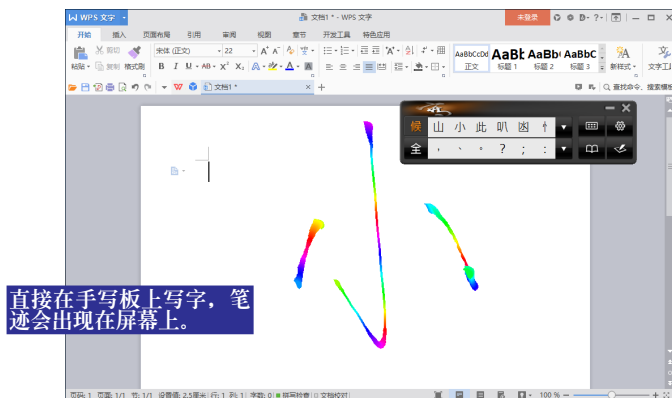 WPS 文字
文档1 * - WPS 文字
未登录
开始 插入 页面布局 引用 审阅 视图 章节 开发工具 特色应用
粘贴 剪切 复制 格式刷
宋体 (正文) 22
B I U AB X² X₂ A A A
AaBbCcDd AaBb AaBb AaBbC
正文 标题 1 标题 2 标题 3 新样式 文字工
文档1 *
查找命令、搜索模板
候 山 小 此 叭 凼
全 , 、 。 ? ; :
小
直接在手写板上写字，笔
迹会出现在屏幕上。
页码: 1 页面: 1/1 节: 1/1 设置值: 2.5厘米 行: 1 列: 1 字数: 0 拼写检查 文档校对 100 %